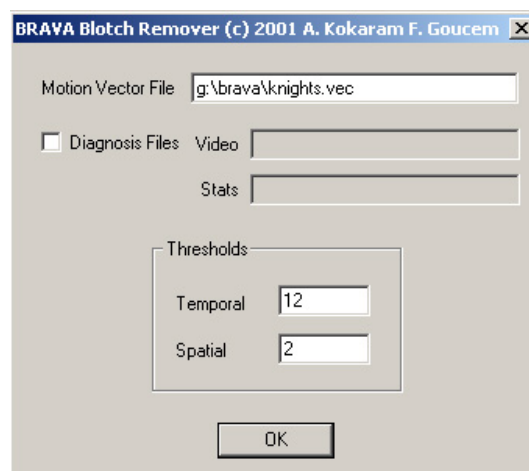 BRAVA Blotch Remover (c) 2001 A. Kokaram F. Goucem
Motion Vector File g:\brava\knights.vec
Diagnosis Files Video
Stats
Thresholds
Temporal 12
Spatial 2
OK